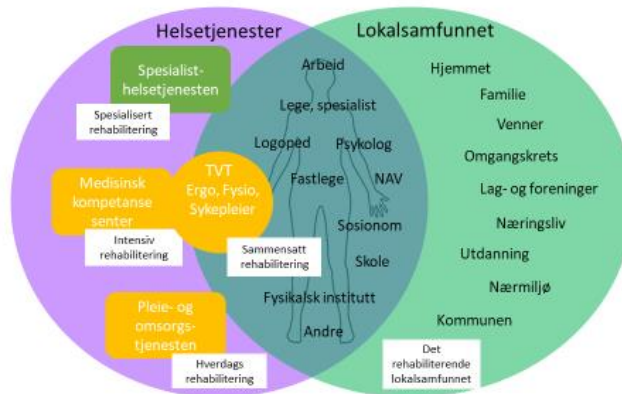 Helsetjenester
Lokalsamfunnet
Spesialist-
helsetjenesten
Spesialisert
rehabilitering
Medisinsk
kompetanse
senter
Intensiv
rehabilitering
Pleie- og
omsorgs-
tjenesten
Hverdags
rehabilitering
TVT
Ergo, Fysio,
Sykepleier
Sammensatt
rehabilitering
Arbeid
Lege, spesialist
Logoped
Psykolog
Fastlege
NAV
Sosionom
Skole
Fysikalsk institutt
Andre
Hjemmet
Familie
Venner
Omgangskrets
Lag- og foreninger
Næringsliv
Utdanning
Nærmiljø
Kommunen
Det
rehabiliterende
lokalsamfunnet